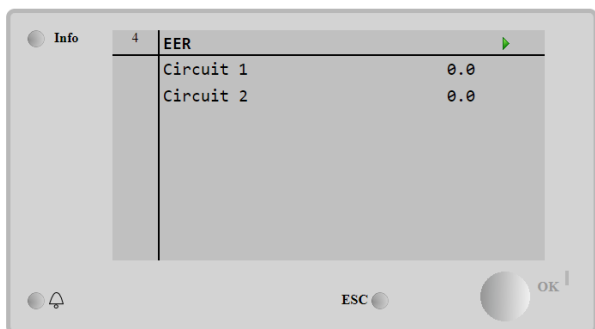 Info
4 EER
Circuit 1 0.0
Circuit 2 0.0
ESC
OK